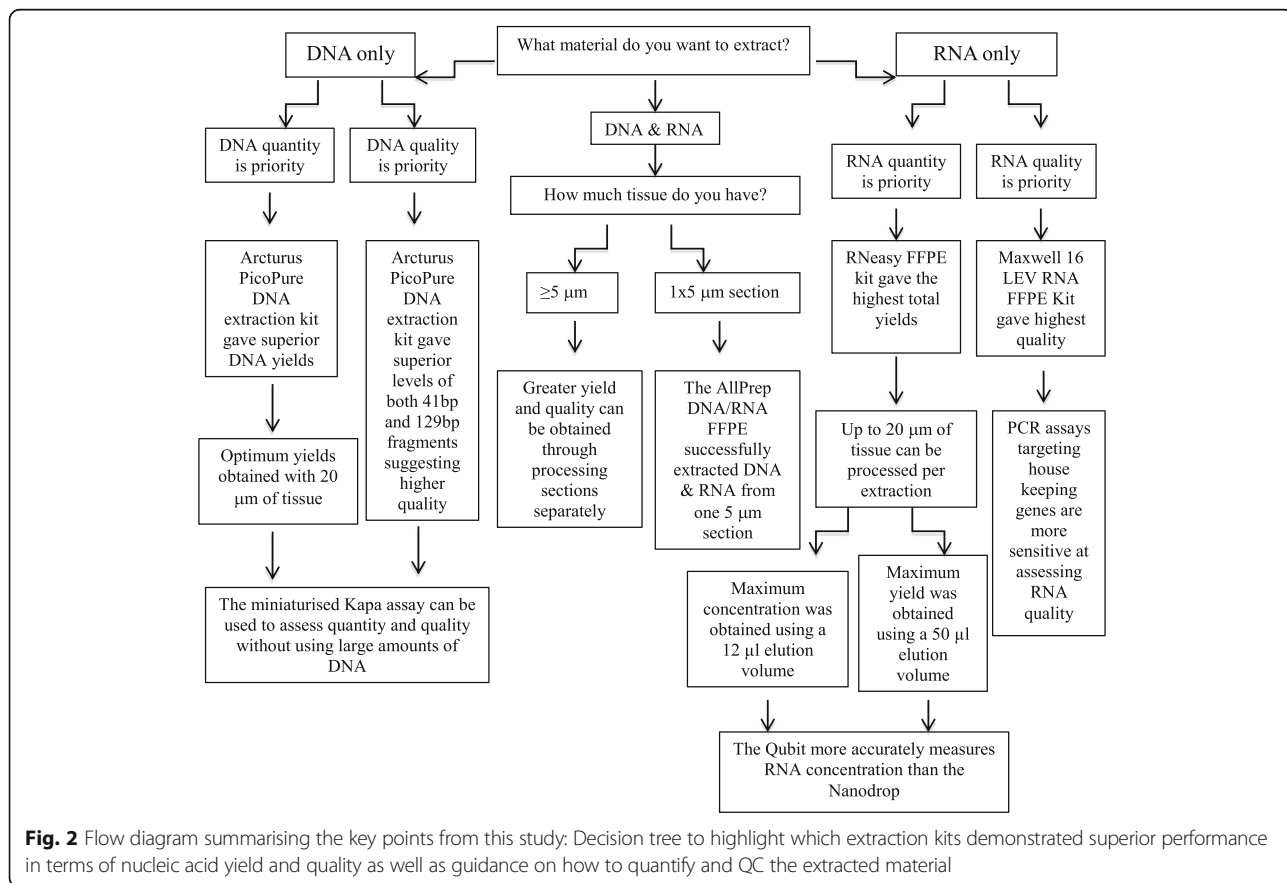 What material do you want to extract?
DNA only
RNA only
DNA & RNA
DNA quantity
is priority
DNA quality
is priority
RNA quantity
is priority
RNA quality
is priority
How much tissue do you have?
Arcturus
PicoPure
DNA
extraction kit
gave superior
DNA yields
Arcturus
PicoPure
DNA
extraction
kit gave
superior
levels of
both 41bp
and 129bp
fragments
suggesting
higher
quality
≥5 μm
1x5 μm section
RNeasy FFPE
kit gave the
highest total
yields
Maxwell 16
LEV RNA
FFPE Kit
gave highest
quality
Greater yield
and quality can
be obtained
through
processing
sections
separately
The AllPrep
DNA/RNA
FFPE
successfully
extracted DNA
& RNA from
one 5 μm
section
Optimum yields
obtained with 20
μm of tissue
Up to 20 μm of
tissue can be
processed per
extraction
PCR assays
targeting
house
keeping
genes are
more
sensitive at
assessing
RNA
quality
Maximum
concentration was
obtained using a
12 μl elution
volume
Maximum
yield was
obtained
using a 50 μl
elution
volume
The miniaturised Kapa assay can be
used to assess quantity and quality
without using large amounts of
DNA
The Qubit more accurately measures
RNA concentration than the
Nanodrop
Fig. 2 Flow diagram summarising the key points from this study: Decision tree to highlight which extraction kits demonstrated superior performance
in terms of nucleic acid yield and quality as well as guidance on how to quantify and QC the extracted material